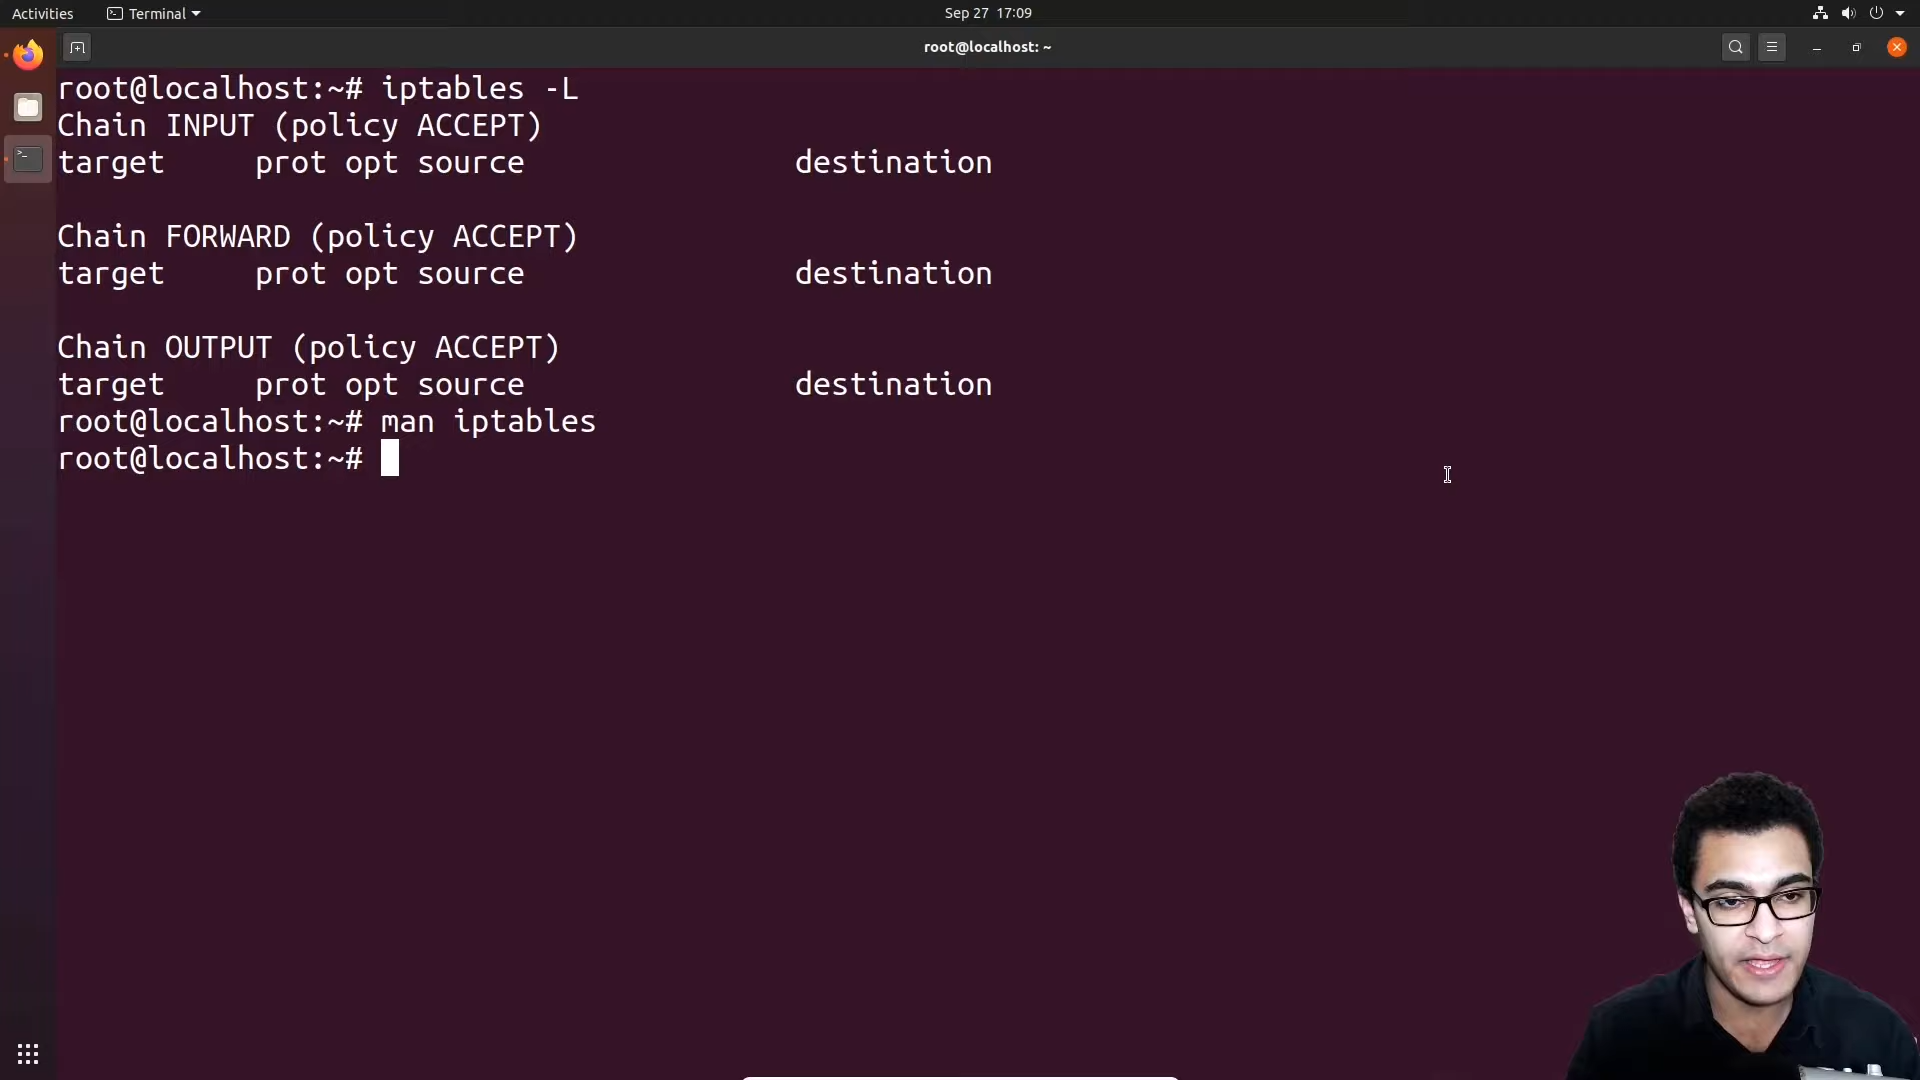 Activities Terminal Sep 27 17:09
root@localhost: ~
root@localhost:~# iptables -L
Chain INPUT (policy ACCEPT)
target     prot opt source               destination

Chain FORWARD (policy ACCEPT)
target     prot opt source               destination

Chain OUTPUT (policy ACCEPT)
target     prot opt source               destination
root@localhost:~# man iptables
root@localhost:~#